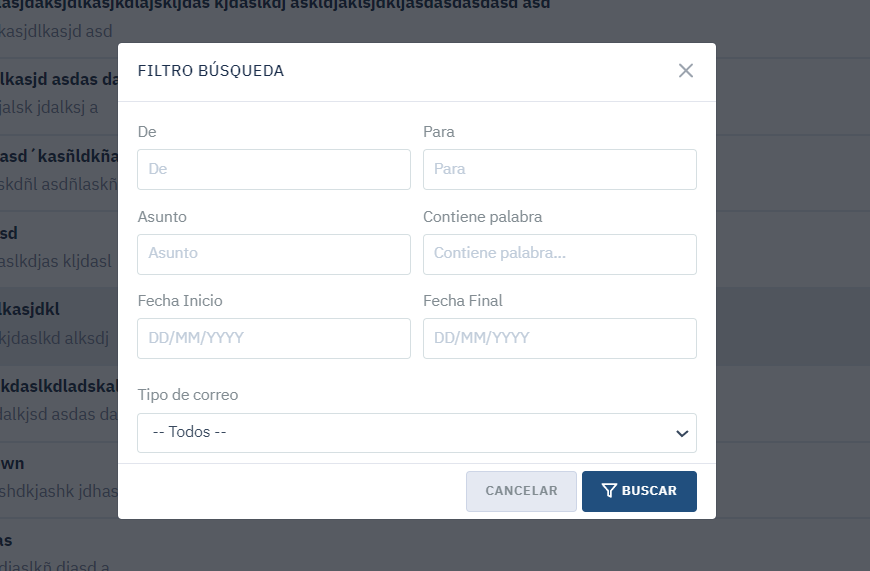 kasjdaksjdlkasjkdlajskljdas kjdaslkdj askldjaklsjdkljasdasdasdasd asd
kasjdlkasjd asd
FILTRO BÚSQUEDA
lkasjd asdas da
jalsk jdalksj a
De
Para
De
Para
asd´kasñldkña
skdñl asdñlaskñ
Asunto
Contiene palabra
sd
Asunto
Contiene palabra...
aslkdjas kljdasl
Fecha Inicio
Fecha Final
lkasjdkl
DD/MM/YYYY
DD/MM/YYYY
kjdaslkd alksdj
kdaslkdladskal
Tipo de correo
dalkjsd asdas da
-- Todos --
wn
shdkjashk jdhas
CANCELAR
BUSCAR
as
djaslkñ djasd a